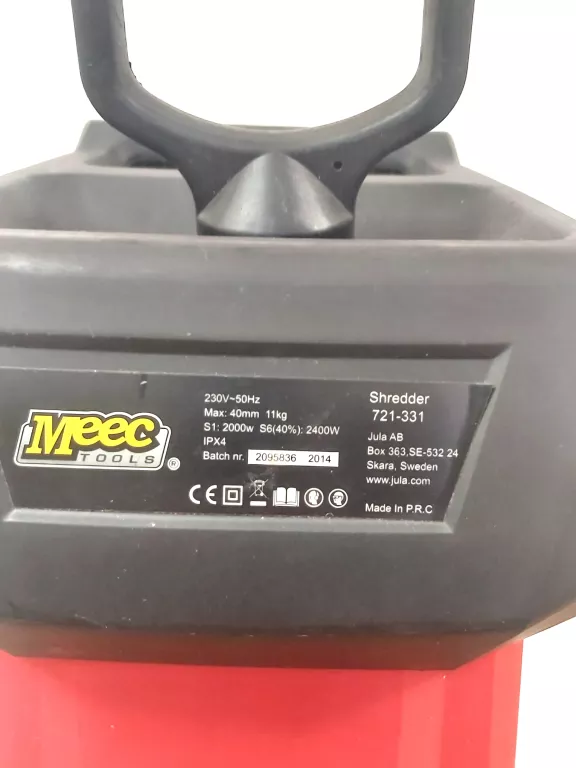 Meec
TOOLS
®
230V~50Hz
Max: 40mm 11kg
S1: 2000w S6(40%): 2400W
IPX4
Batch nr. 2095836 2014
CE
Shredder
721-331
Jula AB
Box 363,SE-532 24
Skara, Sweden
www.jula.com
Made In P.R.C